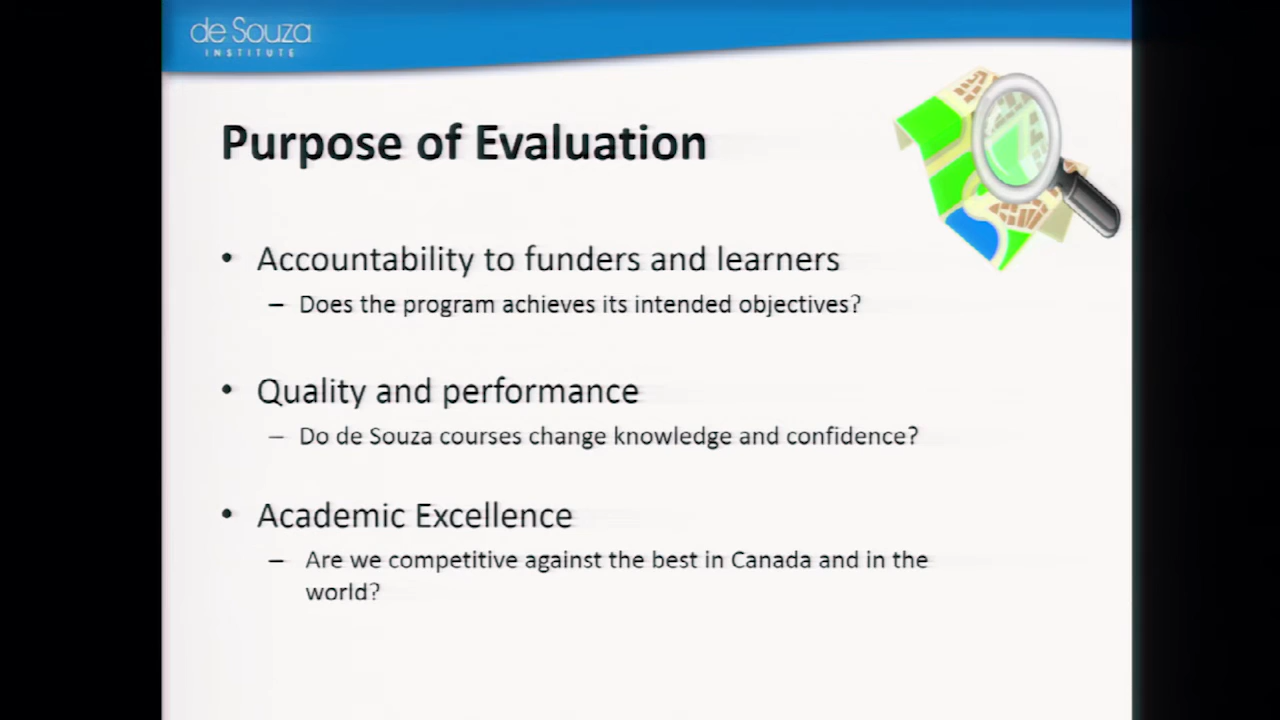 de Souza
INSTITUTE
Purpose of Evaluation
• Accountability to funders and learners
– Does the program achieves its intended objectives?
• Quality and performance
– Do de Souza courses change knowledge and confidence?
• Academic Excellence
– Are we competitive against the best in Canada and in the
world?